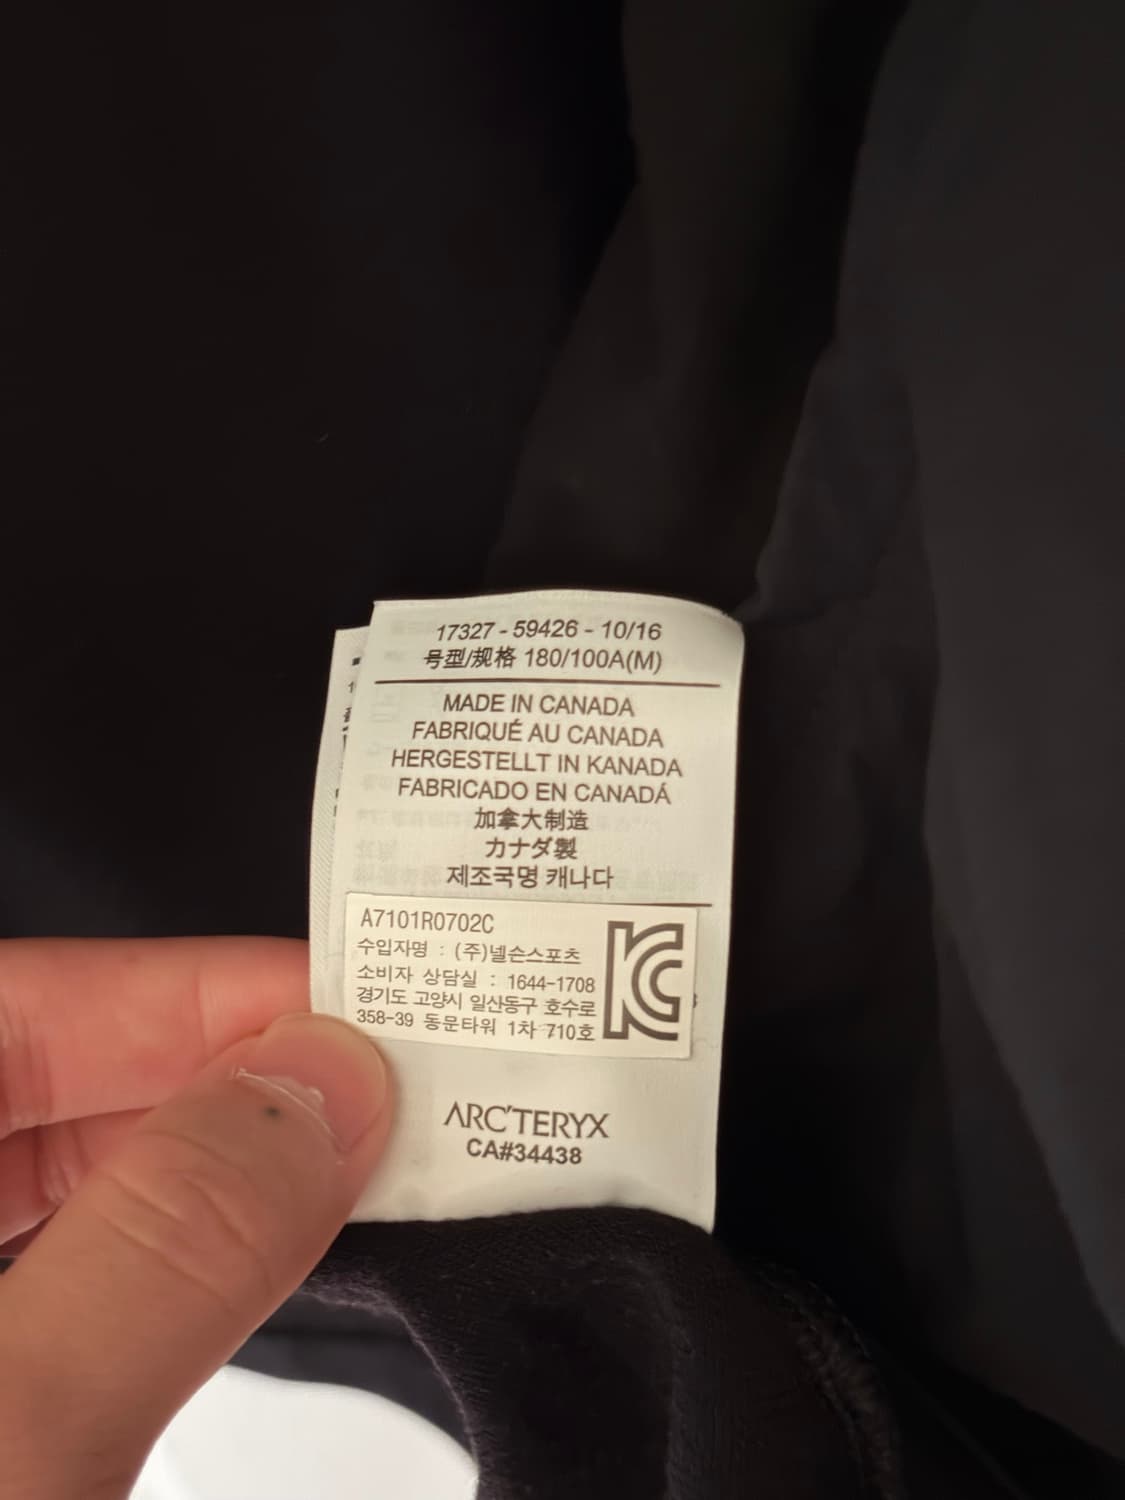 17327 - 59426 - 10/16
号型/规格 180/100A(M)
MADE IN CANADA
FABRIQUÉ AU CANADA
HERGESTELLT IN KANADA
FABRICADO EN CANADÁ
加拿大制造
カナダ製
제조국명 캐나다
A7101R0702C
수입자명 : (주)넬슨스포츠
소비자 상담실 : 1644-1708
경기도 고양시 일산동구 호수로
358-39 동문타워 1차 710호
ARC'TERYX
CA#34438